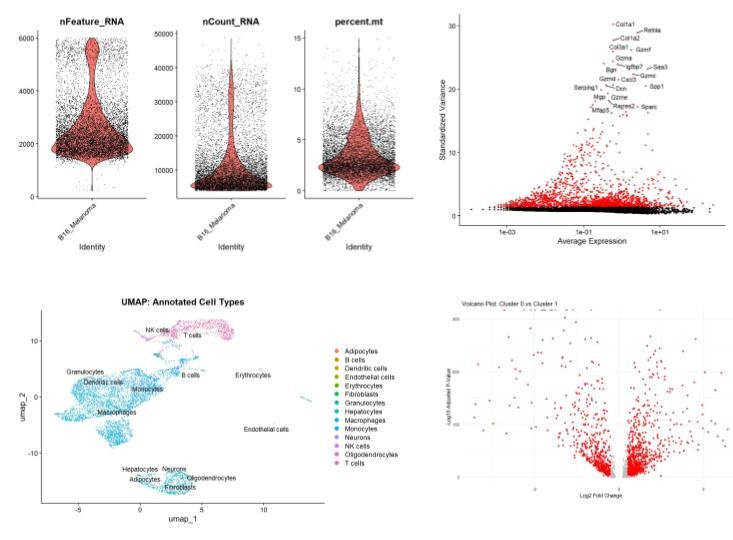 nFeature_RNA
nCount_RNA
percent.mt
6000
4000
2000
0
50000
40000
30000
20000
10000
15
10
5
0
B16_Melanoma
B16_Melanoma
B16_Melanoma
Identity
Identity
Identity
Standardized Variance
30
20
10
0
Col1a1
Retnla
Col1a2
Col3a1
Gzmf
Gzma
Igfbp7
Saa3
Bgn
Gzmc
Gzmd
Cxcl3
Spp1
Serping1
Dcn
Mgp
Gzme
Rarres2
Sparc
Mfap5
1e-03
1e-01
1e+01
Average Expression
UMAP: Annotated Cell Types
umap_2
10
0
-10
NK cells
T cells
Granulocytes
B cells
Erythrocytes
Dendritic cells
Monocytes
Macrophages
Endothelial cells
Hepatocytes
Neurons
Adipocytes
Oligodendrocytes
Fibroblasts
-5
0
5
10
umap_1
Adipocytes
B cells
Dendritic cells
Endothelial cells
Erythrocytes
Fibroblasts
Granulocytes
Hepatocytes
Macrophages
Monocytes
Neurons
NK cells
Oligodendrocytes
T cells
Volcano Plot: Cluster 0 vs Cluster 1
-Log10 Adjusted P-Value
0
Log2 Fold Change